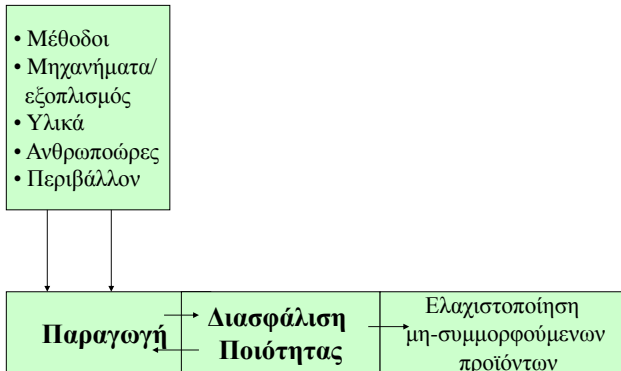 • Μέθοδοι
• Μηχανήματα/
εξοπλισμός
• Υλικά
• Ανθρωποώρες
• Περιβάλλον
Παραγωγή
Διασφάλιση
Ποιότητας
Ελαχιστοποίηση
μη-συμμορφούμενων
προϊόντων